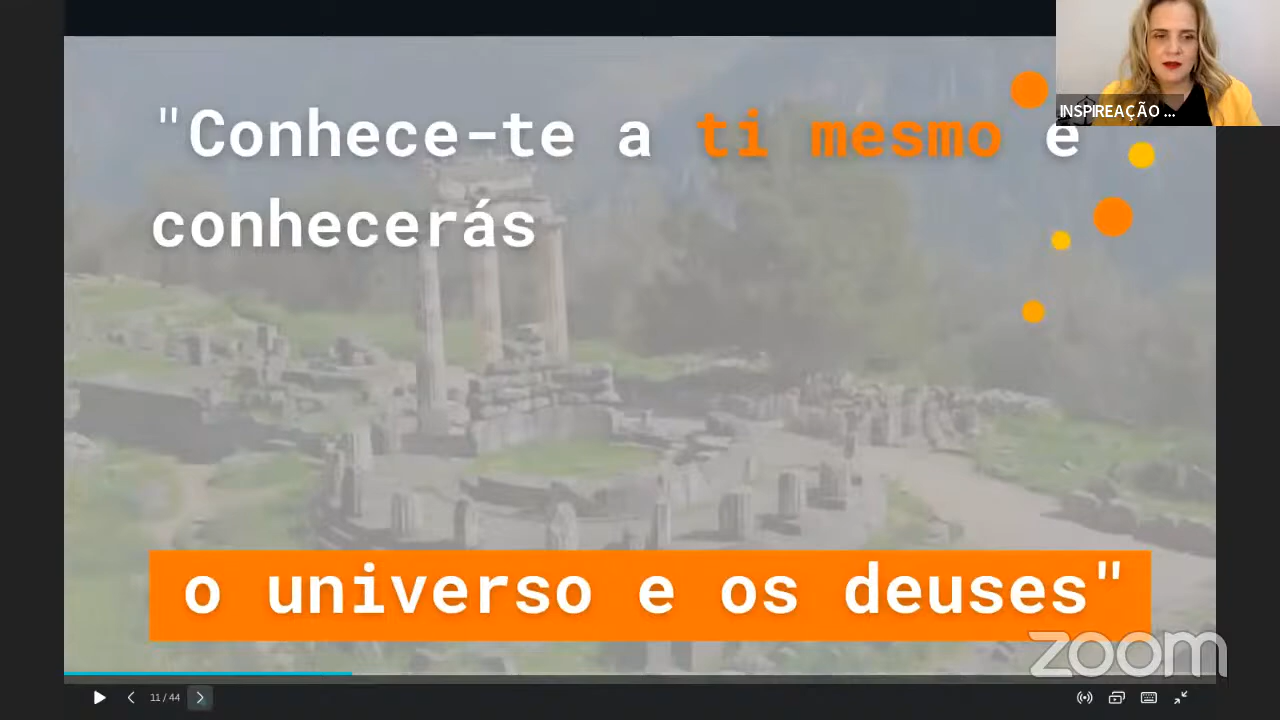 INSPIREAÇÃO ...
"Conhece-te a ti mesmo e
conhecerás
o universo e os deuses"
zoom
11 / 44